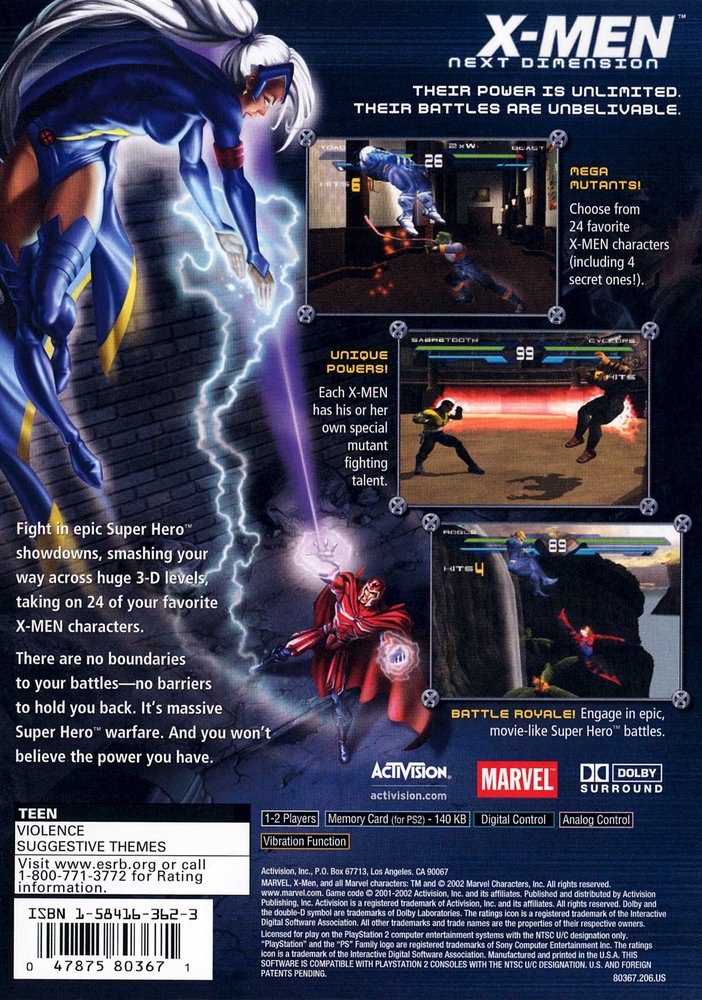 X-MEN™
NEXT DIMENSION
THEIR POWER IS UNLIMITED.
THEIR BATTLES ARE UNBELIVABLE.
TOAD
2xW.
BEAST
26
HITS 6
MEGA
MUTANTS!
Choose from
24 favorite
X-MEN characters
(including 4
secret ones!).
UNIQUE
POWERS!
Each X-MEN
has his or her
own special
mutant
fighting
talent.
SABRETOOTH
CYCLOPS
99
HITS
Fight in epic Super Hero™
showdowns, smashing your
way across huge 3-D levels,
taking on 24 of your favorite
X-MEN characters.
There are no boundaries
to your battles—no barriers
to hold you back. It's massive
Super Hero™ warfare. And you won't
believe the power you have.
ROGUE
89
HITS 4
BATTLE ROYALE! Engage in epic,
movie-like Super Hero™ battles.
ACTIVISION.
activision.com
MARVEL
DOLBY
SURROUND
TEEN
VIOLENCE
SUGGESTIVE THEMES
Visit www.esrb.org or call
1-800-771-3772 for Rating
information.
1-2 Players
Memory Card (for PS2) - 140 KB
Digital Control
Analog Control
Vibration Function
Activision, Inc., P.O. Box 67713, Los Angeles. CA 90067
MARVEL, X-Men, and all Marvel characters: TM and © 2002 Marvel Characters, Inc. All rights reserved.
www.marvel.com. Game code © 2001-2002 Activision, Inc. and its affiliates. Published and distributed by Activision
Publishing, Inc. Activision is a registered trademark of Activision, Inc. and its affiliates. All rights reserved. Dolby and
the double-D symbol are trademarks of Dolby Laboratories. The ratings icon is a registered trademark of the Interactive
Digital Software Association. All other trademarks and trade names are the properties of their respective owners.
Licensed for play on the PlayStation 2 computer entertainment systems with the NTSC U/C designation only.
"PlayStation" and the "PS" Family logo are registered trademarks of Sony Computer Entertainment Inc. The ratings
icon is a trademark of the Interactive Digital Software Association. Manufactured and printed in the U.S.A. THIS
SOFTWARE IS COMPATIBLE WITH PLAYSTATION 2 CONSOLES WITH THE NTSC U/C DESIGNATION. U.S. AND FOREIGN
PATENTS PENDING.
80367.206.US
ISBN 1-58416-362-3
0 47875 80367 1